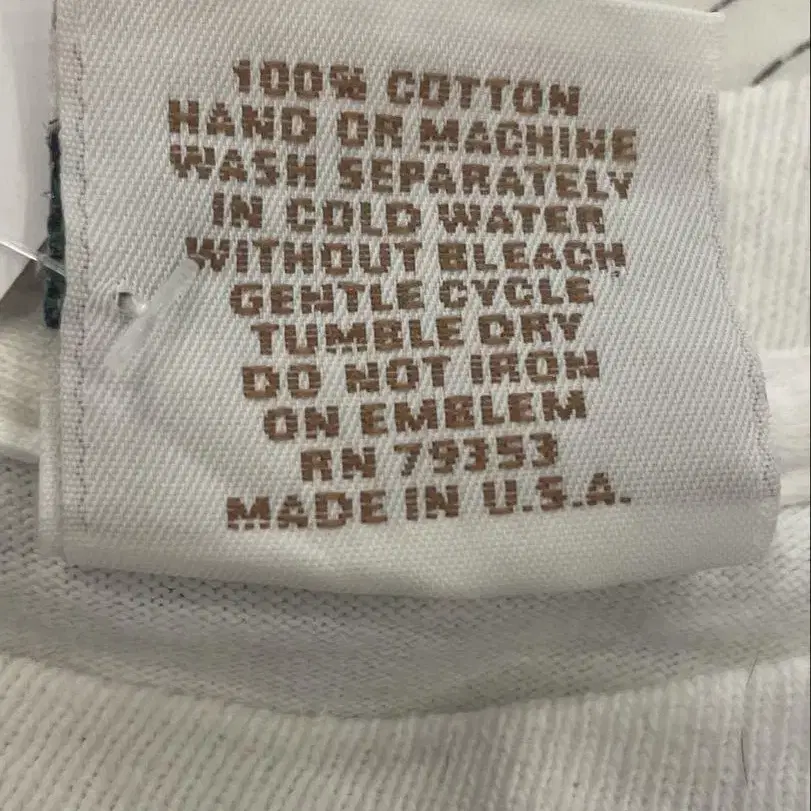 100% COTTON
HAND OR MACHINE
WASH SEPARATELY
IN COLD WATER
WITHOUT BLEACH
GENTLE CYCLE
TUMBLE DRY
DO NOT IRON
ON EMBLEM
RN 79353
MADE IN U.S.A.